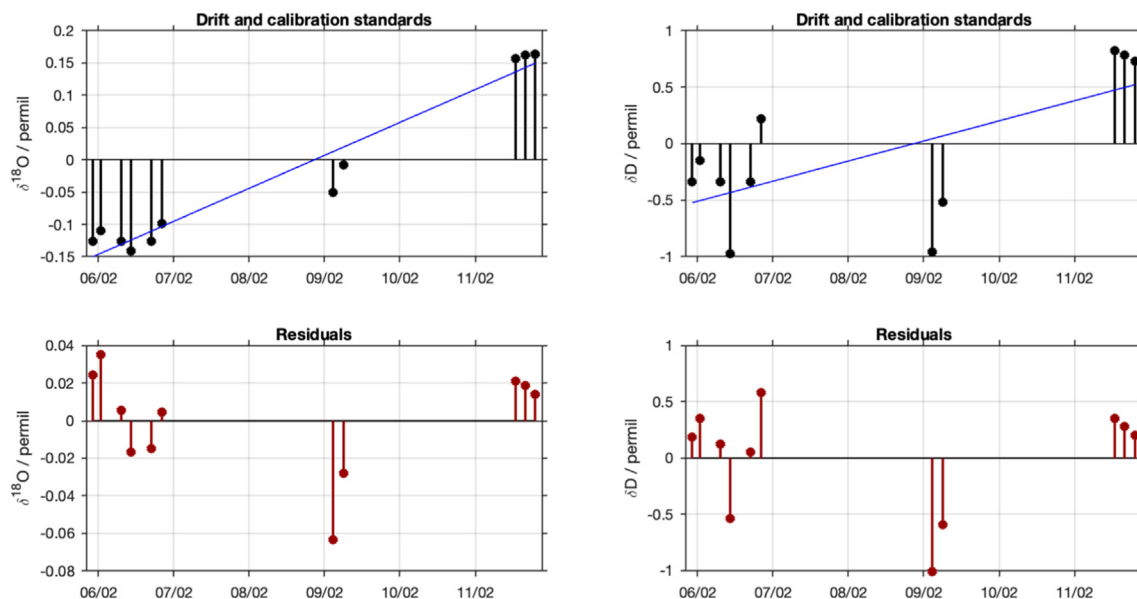 Drift and calibration standards
δ18O / permil
0.2
0.15
0.1
0.05
0
-0.05
-0.1
-0.15
06/02 07/02 08/02 09/02 10/02 11/02
Drift and calibration standards
δD / permil
1
0.5
0
-0.5
-1
06/02 07/02 08/02 09/02 10/02 11/02
Residuals
δ18O / permil
0.04
0.02
0
-0.02
-0.04
-0.06
-0.08
06/02 07/02 08/02 09/02 10/02 11/02
Residuals
δD / permil
1
0.5
0
-0.5
-1
06/02 07/02 08/02 09/02 10/02 11/02